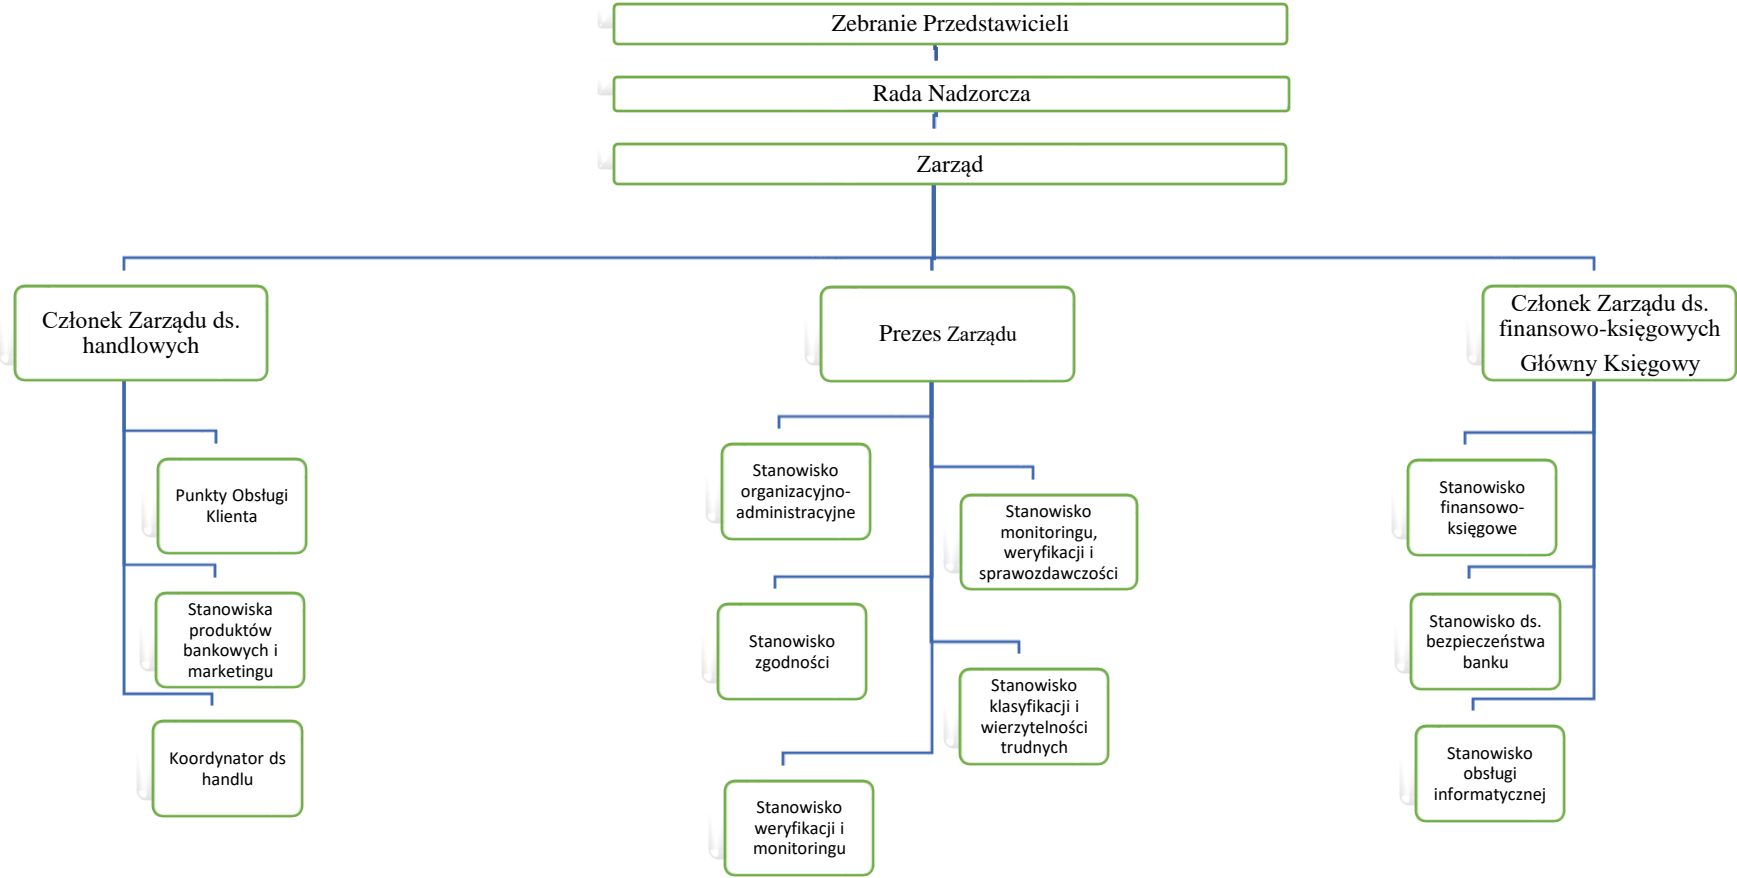 Zebranie Przedstawicieli
Rada Nadzorcza
Zarząd
Członek Zarządu ds.
handlowych
Prezes Zarządu
Członek Zarządu ds.
finansowo-księgowych
Główny Księgowy
Punkty Obsługi
Klienta
Stanowiska
produktów
bankowych i
marketingu
Koordynator ds
handlu
Stanowisko
organizacyjno-
administracyjne
Stanowisko
monitoringu,
weryfikacji i
sprawozdawczości
Stanowisko
zgodności
Stanowisko
klasyfikacji i
wierzytelności
trudnych
Stanowisko
weryfikacji i
monitoringu
Stanowisko
finansowo-
księgowe
Stanowisko ds.
bezpieczeństwa
banku
Stanowisko
obsługi
informatycznej